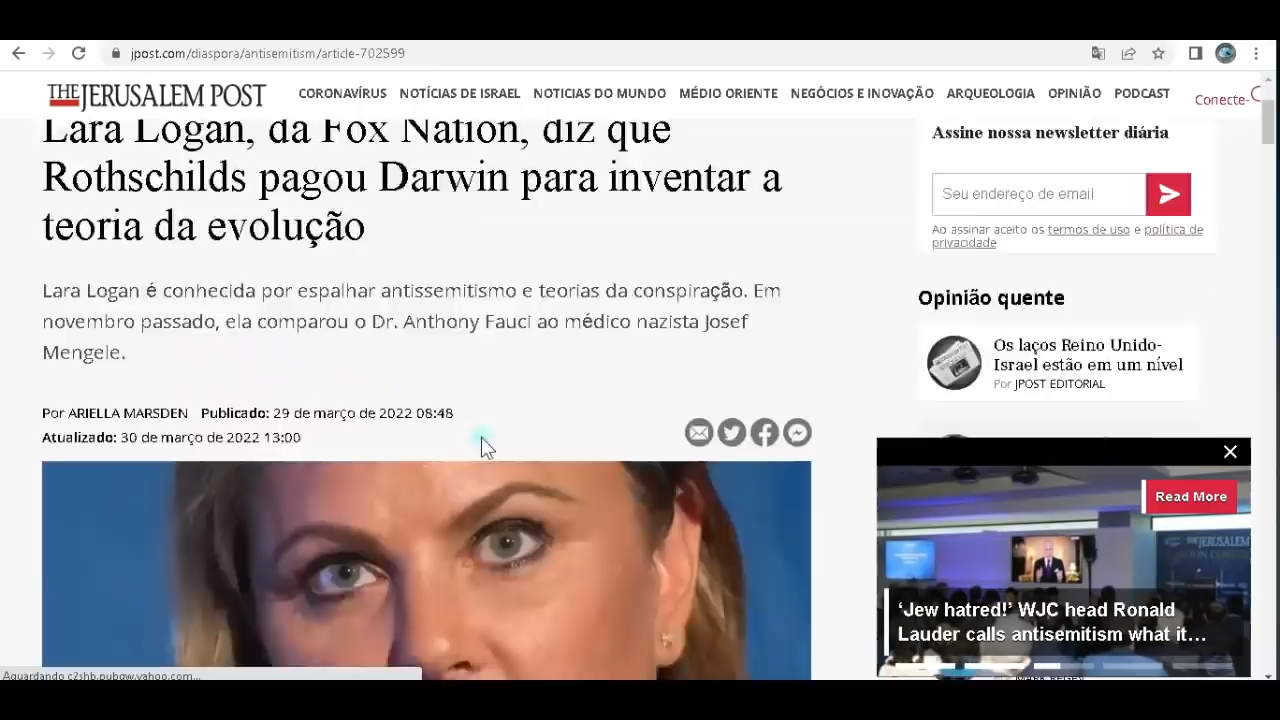 jpost.com/diaspora/antisemitism/article-702599
THE JERUSALEM POST
CORONAVÍRUS NOTÍCIAS DE ISRAEL NOTICIAS DO MUNDO MÉDIO ORIENTE NEGÓCIOS E INOVAÇÃO ARQUEOLOGIA OPINIÃO PODCAST
Conecte-
Lara Logan, da Fox Nation, diz que
Rothschilds pagou Darwin para inventar a
teoria da evolução
Lara Logan é conhecida por espalhar antissemitismo e teorias da conspiração. Em
novembro passado, ela comparou o Dr. Anthony Fauci ao médico nazista Josef
Mengele.
Por ARIELLA MARSDEN Publicado: 29 de março de 2022 08:48
Atualizado: 30 de março de 2022 13:00
Assine nossa newsletter diária
Seu endereço de email
Ao assinar aceito os termos de uso e política de
privacidade
Opinião quente
Os laços Reino Unido-
Israel estão em um nível
Por JPOST EDITORIAL
Read More
THE JERUSALEM
‘Jew hatred!’ WJC head Ronald
Lauder calls antisemitism what it...
Aguardando c2shb.pubgw.yahoo.com...